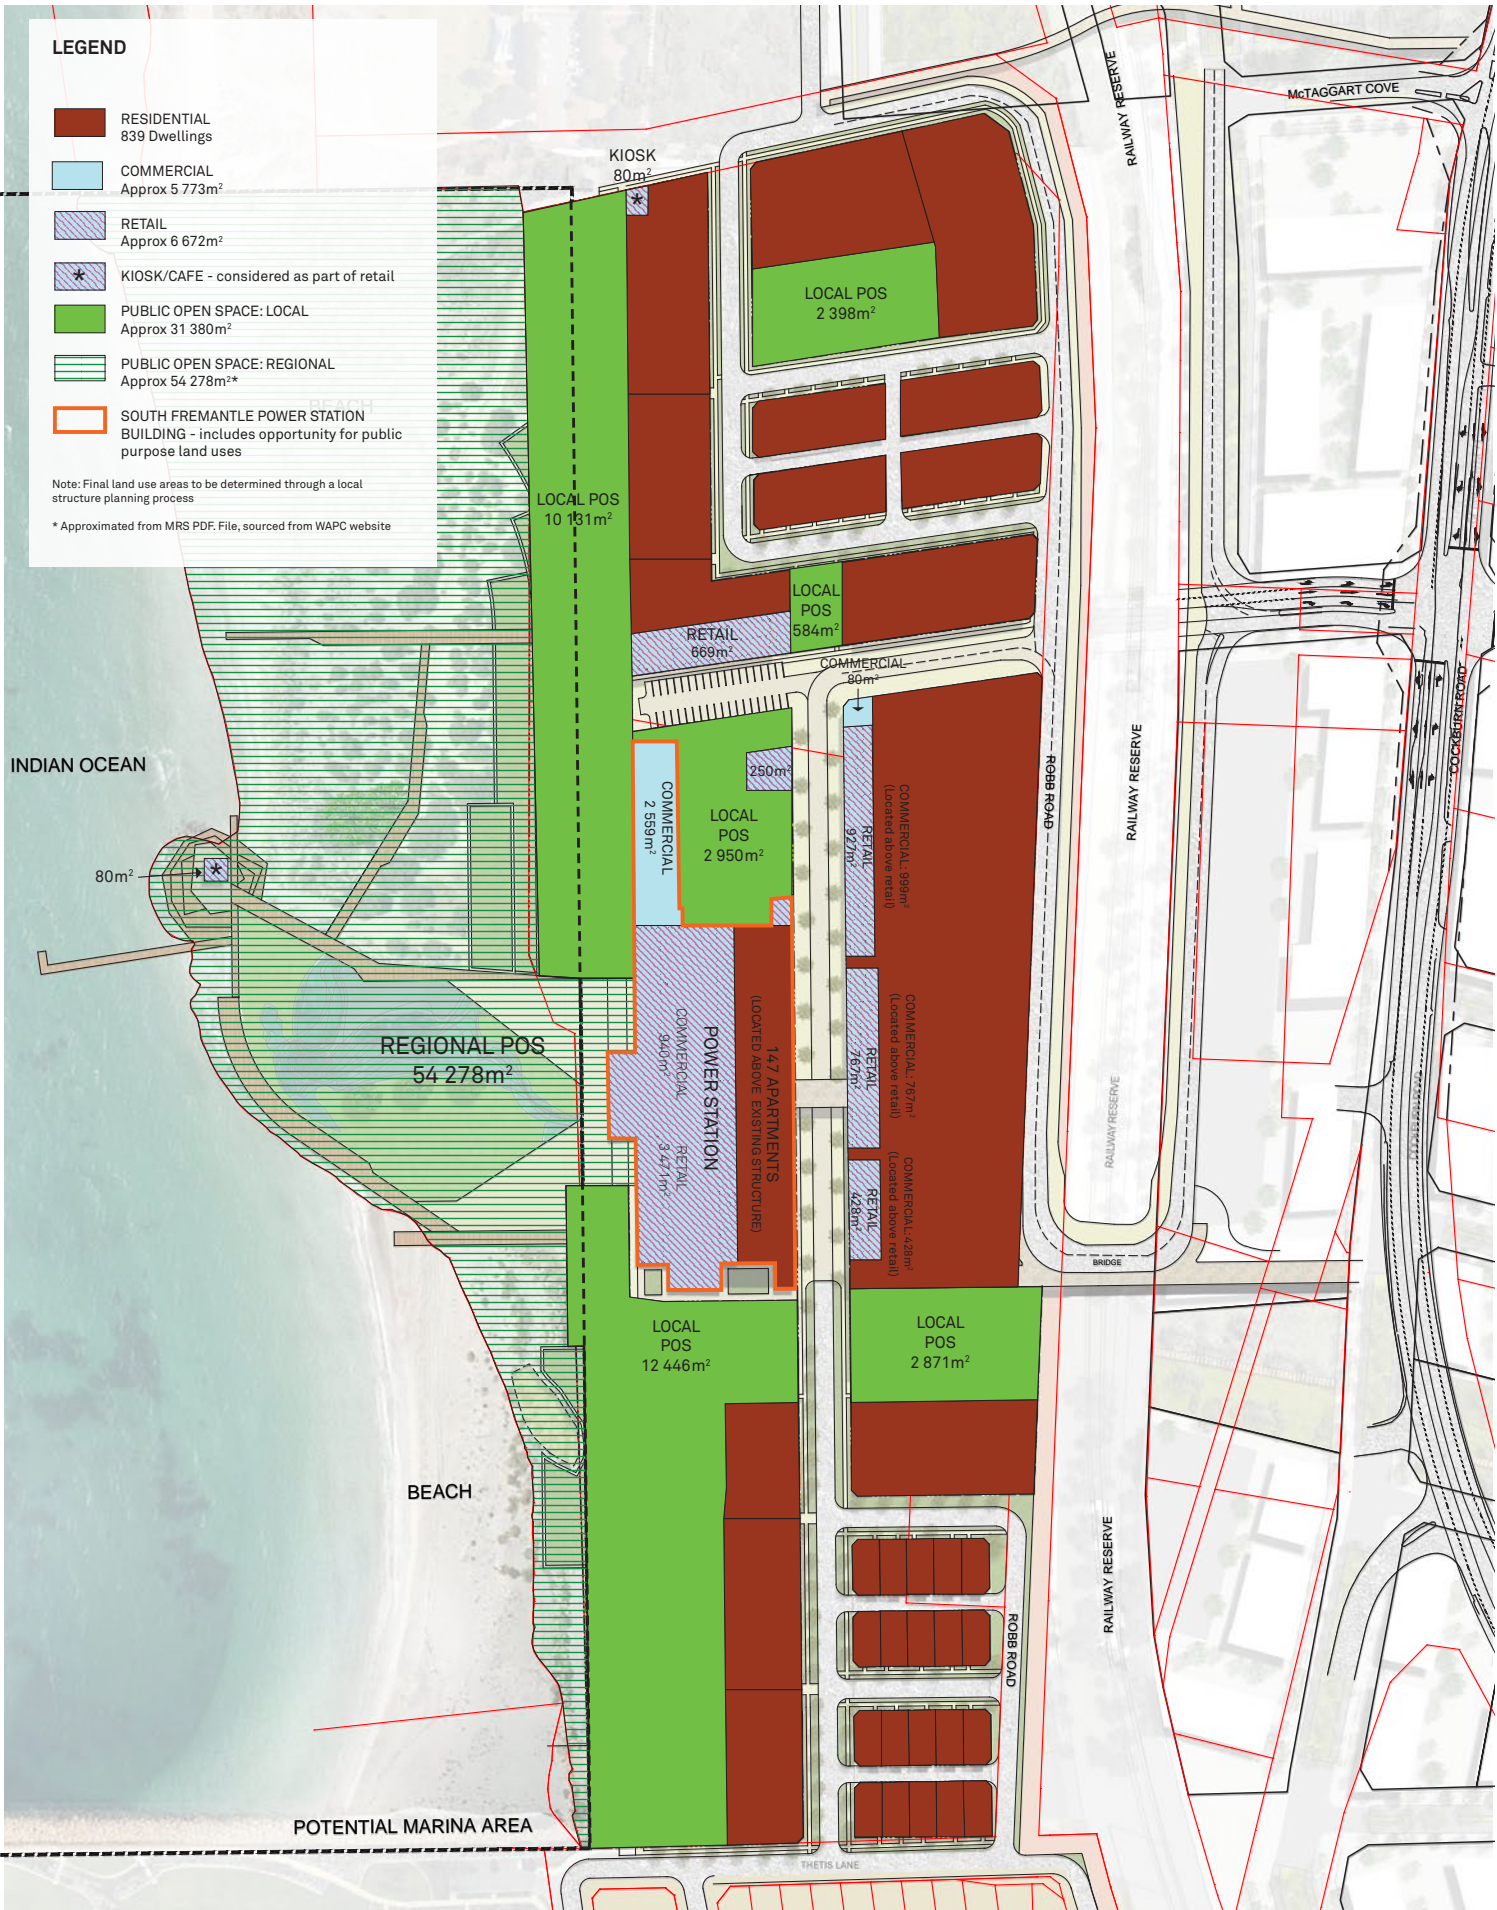 LEGEND
RESIDENTIAL
839 Dwellings
COMMERCIAL
Approx 5 773m²
RETAIL
Approx 6 672m²
*
KIOSK/CAFE - considered as part of retail
PUBLIC OPEN SPACE: LOCAL
Approx 31 380m²
PUBLIC OPEN SPACE: REGIONAL
Approx 54 278m²*
BEACH
SOUTH FREMANTLE POWER STATION
BUILDING - includes opportunity for public
purpose land uses
Note: Final land use areas to be determined through a local
structure planning process
* Approximated from MRS PDF. File, sourced from WAPC website
KIOSK
80m²
*
RAILWAY RESERVE
McTAGGART COVE
LOCAL POS
2 398m²
LOCAL POS
10 131m²
LOCAL
POS
584m²
RETAIL
669m²
COMMERCIAL
80m²
COCKBURN ROAD
INDIAN OCEAN
250m²
COMMERCIAL
2 559m²
LOCAL
POS
2 950m²
RETAIL
927m²
COMMERCIAL: 999m²
(Located above retail)
ROBB ROAD
RAILWAY RESERVE
80m²
*
REGIONAL POS
54 278m²
POWER STATION
COMMERCIAL
940m²
RETAIL
3 471m²
147 APARTMENTS
(LOCATED ABOVE EXISTING STRUCTURE)
RETAIL
767m²
COMMERCIAL: 767m²
(Located above retail)
RAILWAY RESERVE
RETAIL
428m²
COMMERCIAL: 428m²
(Located above retail)
BRIDGE
LOCAL
POS
12 446m²
LOCAL
POS
2 871m²
BEACH
RAILWAY RESERVE
ROBB ROAD
POTENTIAL MARINA AREA
THETIS LANE